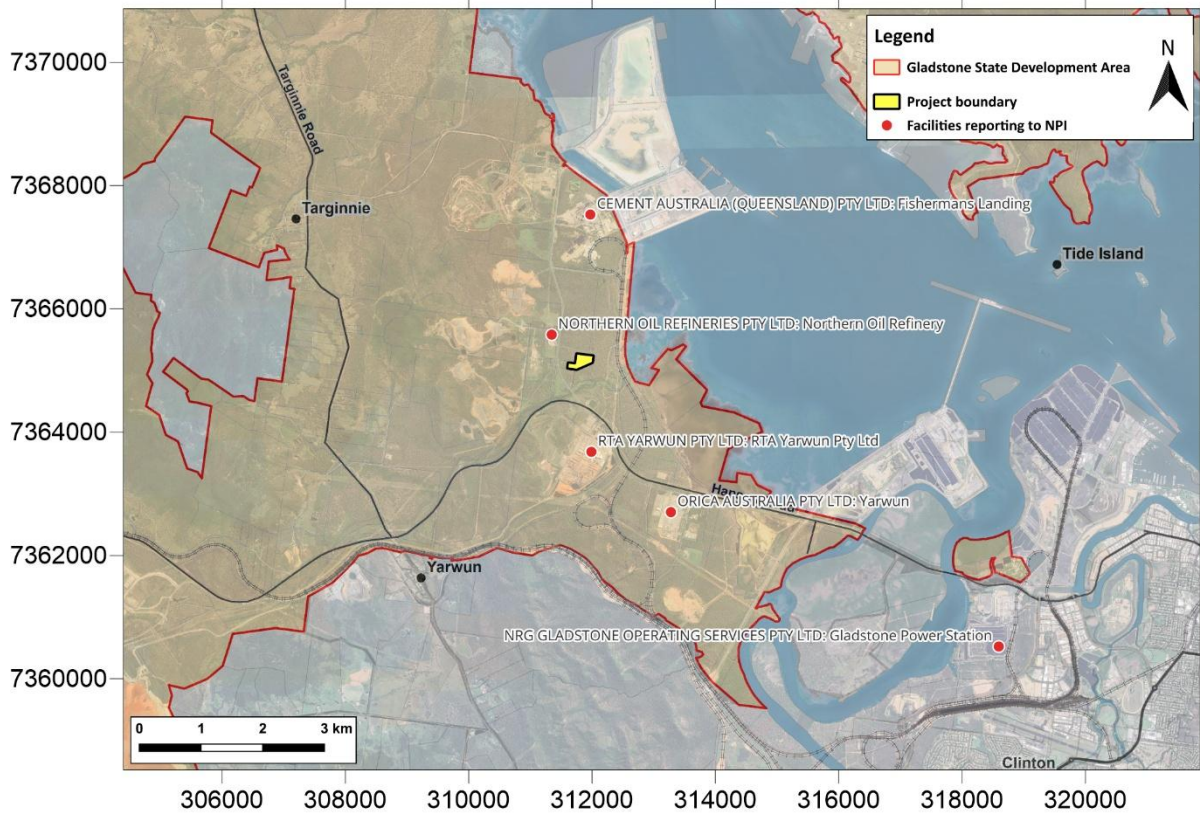 7370000
7368000
7366000
7364000
7362000
7360000
Legend
Gladstone State Development Area
Project boundary
Facilities reporting to NPI
N
Targinnie Road
Targinnie
CEMENT AUSTRALIA (QUEENSLAND) PTY LTD: Fishermans Landing
Tide Island
NORTHERN OIL REFINERIES PTY LTD: Northern Oil Refinery
RTA YARWUN PTY LTD: RTA Yarwun Pty Ltd
ORICA AUSTRALIA PTY LTD: Yarwun
Yarwun
NRG GLADSTONE OPERATING SERVICES PTY LTD: Gladstone Power Station
Clinton
0 1 2 3 km
306000 308000 310000 312000 314000 316000 318000 320000